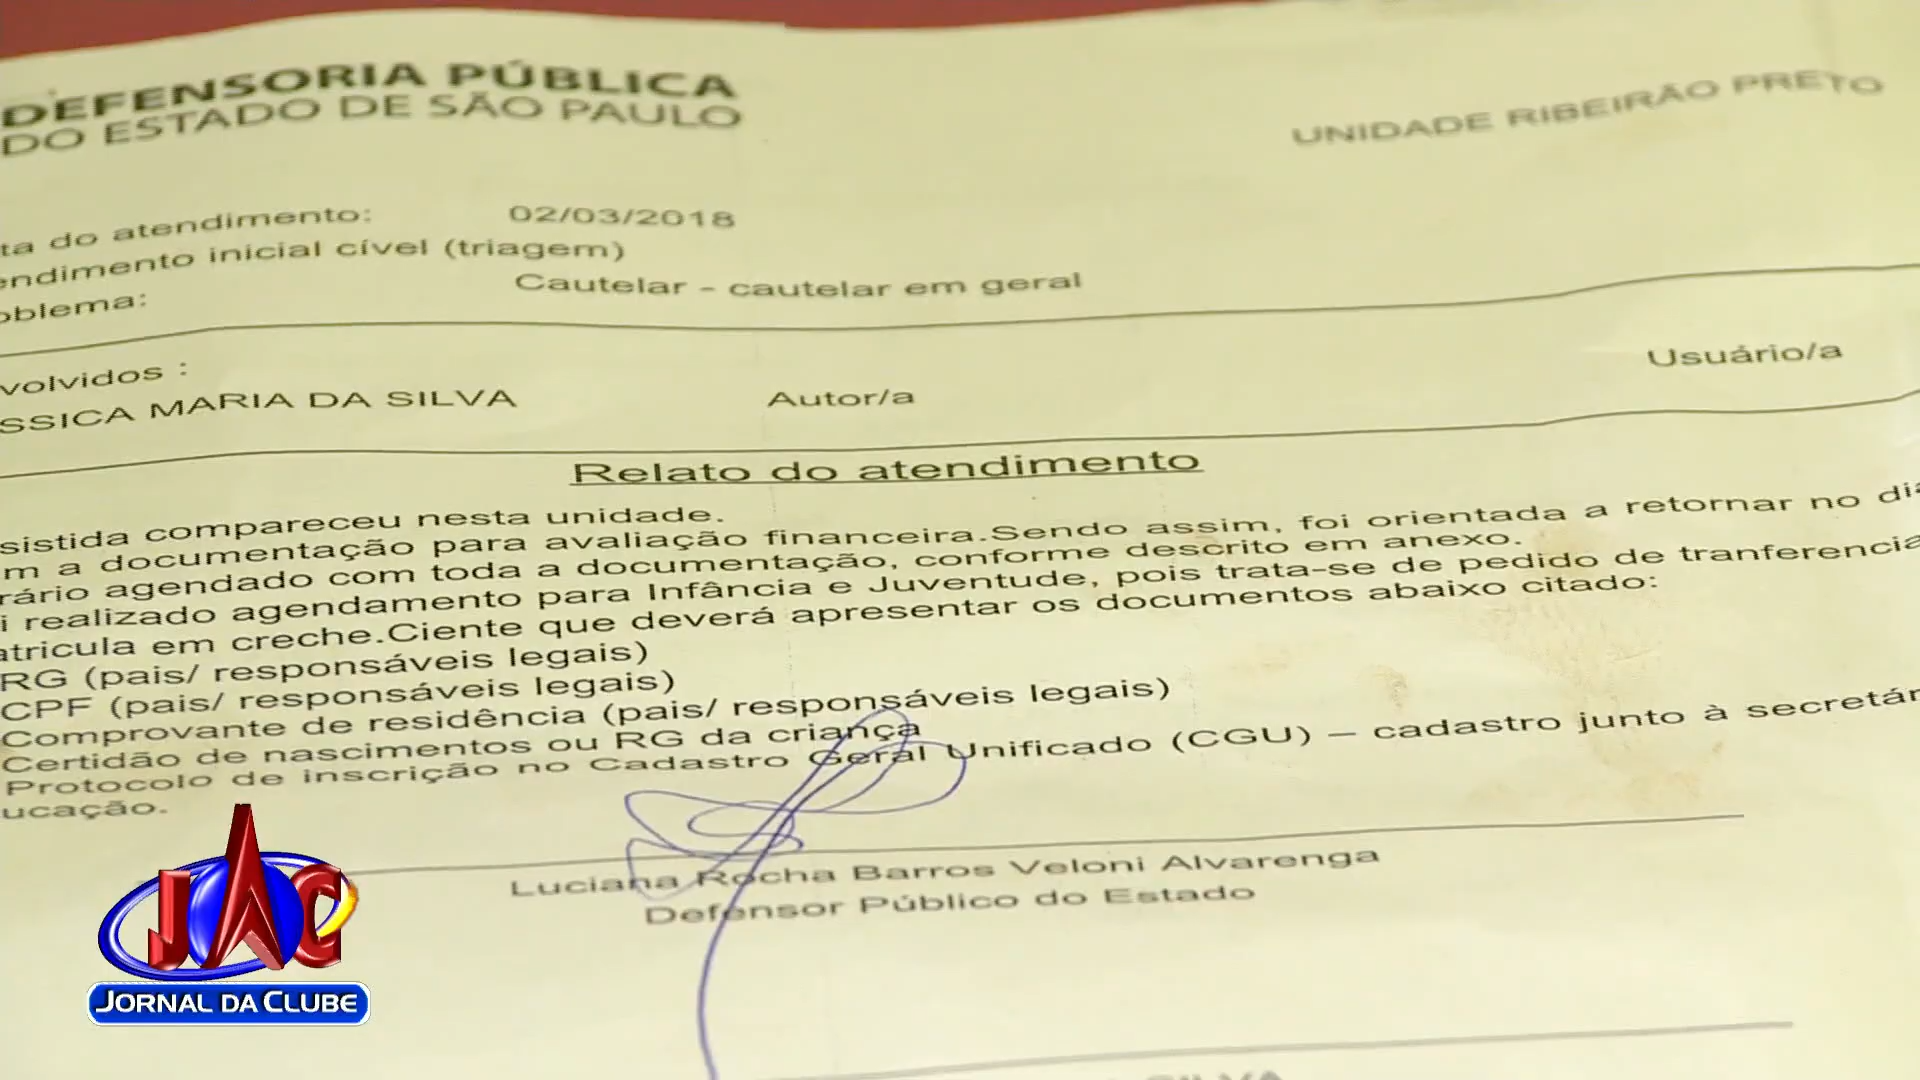 DEFENSORIA PÚBLICA
DO ESTADO DE SÃO PAULO
UNIDADE RIBEIRÃO PRETO
ta do atendimento: 02/03/2018
endimento inicial cível (triagem)
oblema: Cautelar - cautelar em geral
volvidos :
Usuário/a
SSICA MARIA DA SILVA Autor/a
Relato do atendimento
sistida compareceu nesta unidade.
m a documentação para avaliação financeira.Sendo assim, foi orientada a retornar no dia
rário agendado com toda a documentação, conforme descrito em anexo.
i realizado agendamento para Infância e Juventude, pois trata-se de pedido de tranferencia
atricula em creche.Ciente que deverá apresentar os documentos abaixo citado:
RG (pais/ responsáveis legais)
CPF (pais/ responsáveis legais)
Comprovante de residência (pais/ responsáveis legais)
Certidão de nascimentos ou RG da criança
Protocolo de inscrição no Cadastro Geral Unificado (CGU) – cadastro junto à secretár
ucação.
Luciana Rocha Barros Veloni Alvarenga
Defensor Público do Estado
SILVA
JAC
JORNAL DA CLUBE